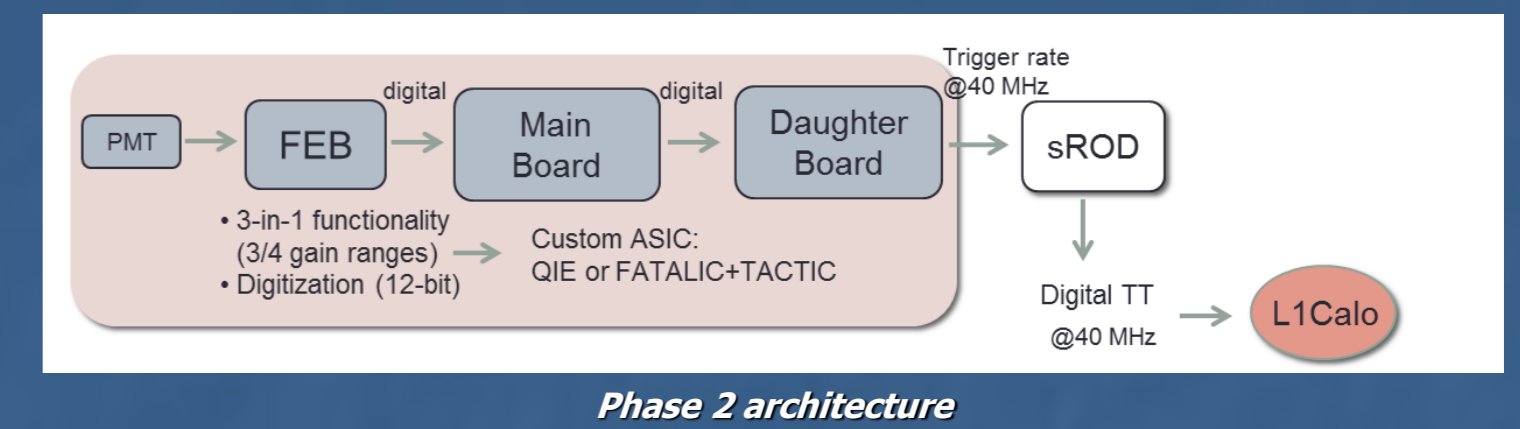 Trigger rate
@40 MHz
digital
digital
PMT
FEB
Main
Board
Daughter
Board
sROD
• 3-in-1 functionality
(3/4 gain ranges)
• Digitization (12-bit)
Custom ASIC:
QIE or FATALIC+TACTIC
Digital TT
@40 MHz
L1Calo
Phase 2 architecture